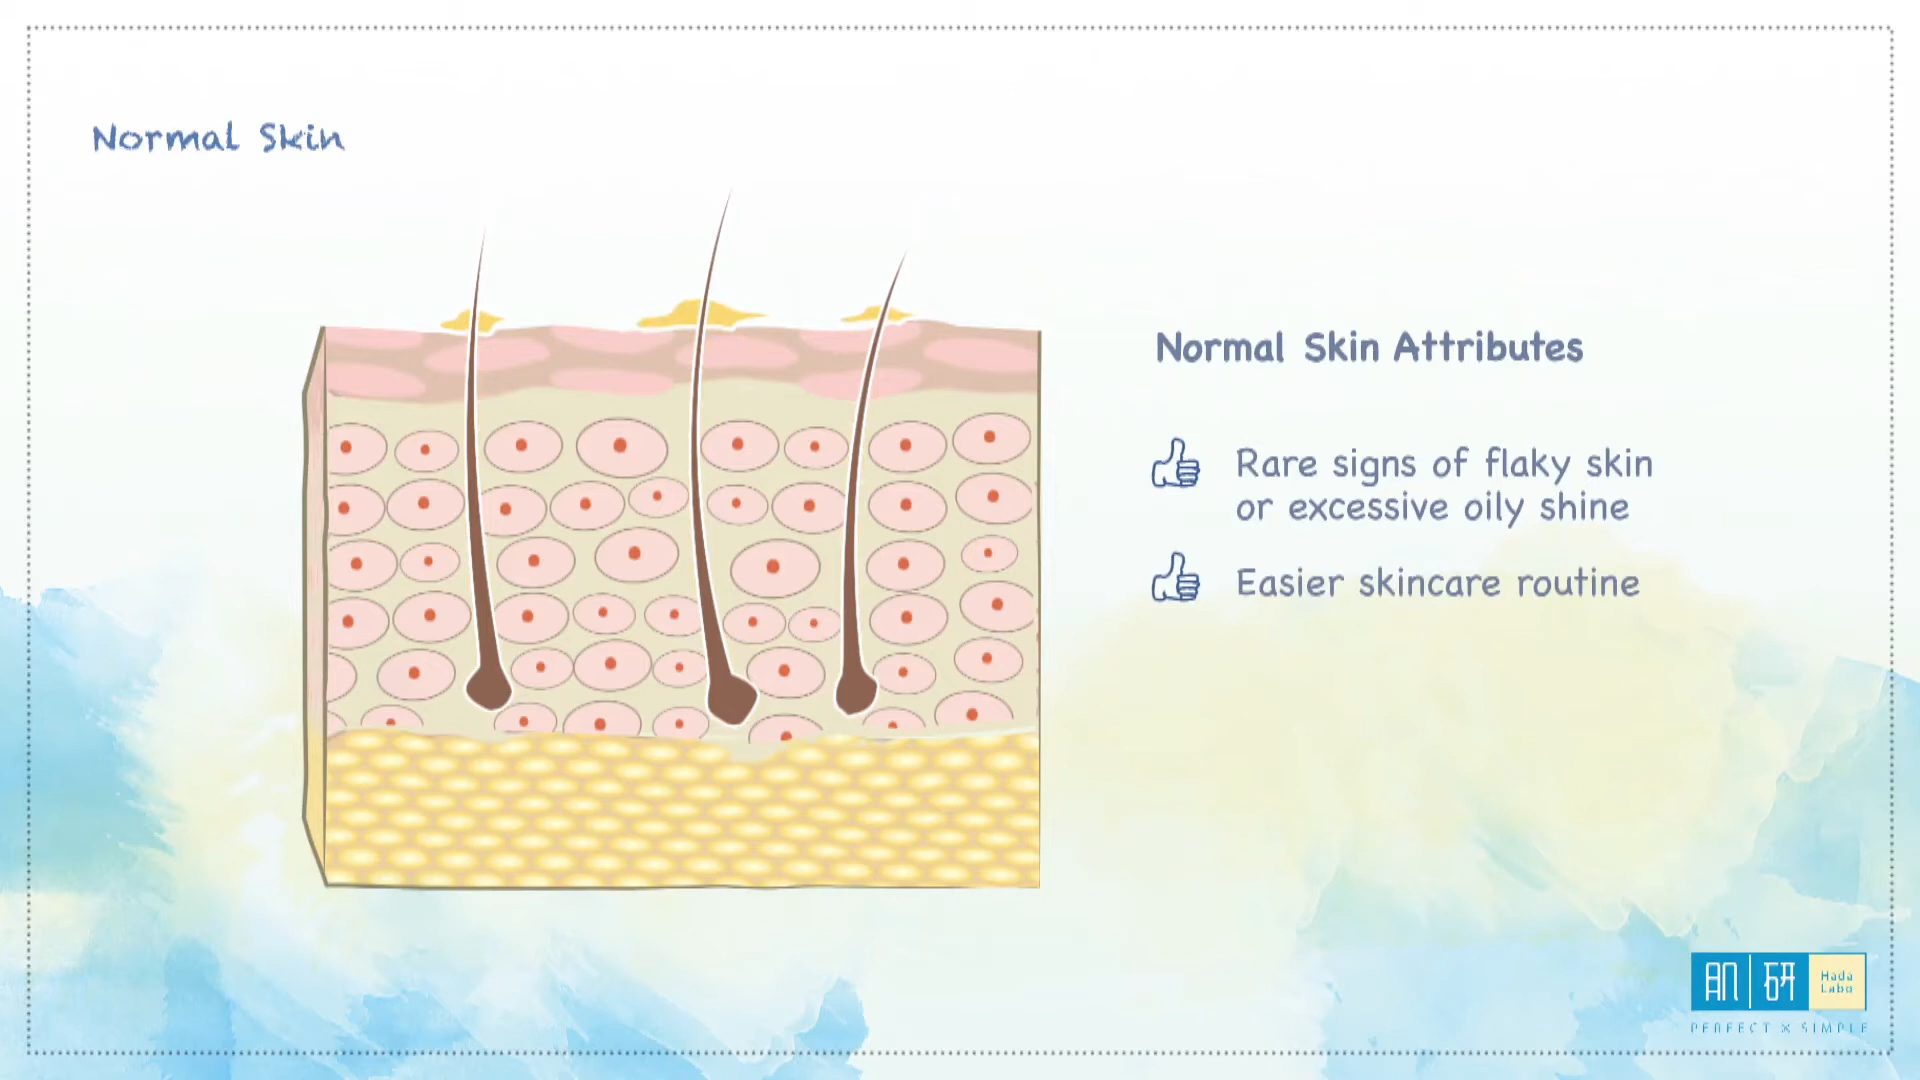 Normal Skin
Normal Skin Attributes
Rare signs of flaky skin
or excessive oily shine
Easier skincare routine
肌研
Hada
Labo
PERFECT × SIMPLE